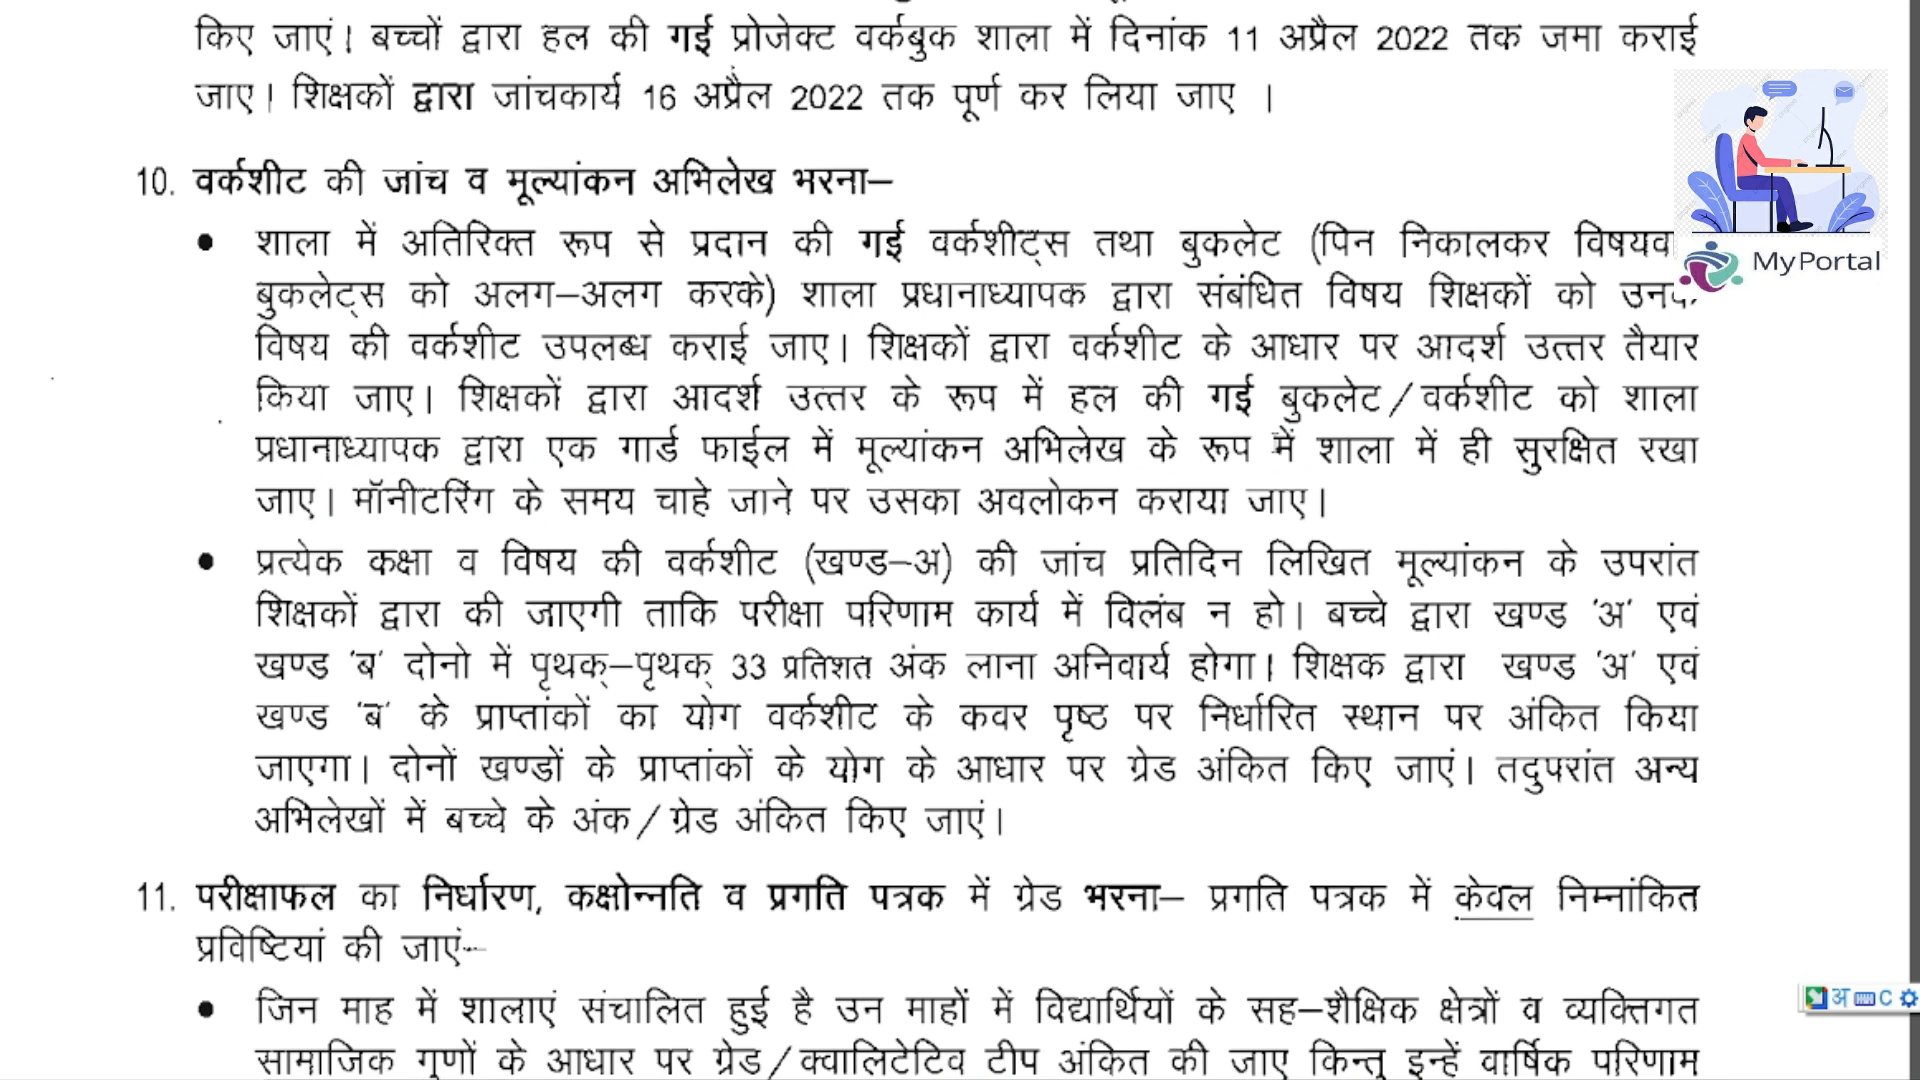 किए जाएं। बच्चों द्वारा हल की गई प्रोजेक्ट वर्कबुक शाला में दिनांक 11 अप्रैल 2022 तक जमा कराई
जाए। शिक्षकों द्वारा जांचकार्य 16 अप्रैल 2022 तक पूर्ण कर लिया जाए ।
10. वर्कशीट की जांच व मूल्यांकन अभिलेख भरना–
● शाला में अतिरिक्त रूप से प्रदान की गई वर्कशीट्स तथा बुकलेट (पिन निकालकर
बुकलेट्स को अलग–अलग करके) शाला प्रधानाध्यापक द्वारा संबंधित विषय शिक्षकों को
विषय की वर्कशीट उपलब्ध कराई जाए। शिक्षकों द्वारा वर्कशीट के आधार पर आदर्श उत्तर तैयार
किया जाए। शिक्षकों द्वारा आदर्श उत्तर के रूप में हल की गई बुकलेट/वर्कशीट को शाला
प्रधानाध्यापक द्वारा एक गार्ड फाईल में मूल्यांकन अभिलेख के रूप में शाला में ही सुरक्षित रखा
जाए। मॉनीटरिंग के समय चाहे जाने पर उसका अवलोकन कराया जाए।
● प्रत्येक कक्षा व विषय की वर्कशीट (खण्ड–अ) की जांच प्रतिदिन लिखित मूल्यांकन के उपरांत
शिक्षकों द्वारा की जाएगी ताकि परीक्षा परिणाम कार्य में विलंब न हो। बच्चे द्वारा खण्ड 'अ' एवं
खण्ड 'ब' दोनो में पृथक्–पृथक् 33 प्रतिशत अंक लाना अनिवार्य होगा। शिक्षक द्वारा खण्ड 'अ' एवं
खण्ड 'ब' के प्राप्तांकों का योग वर्कशीट के कवर पृष्ठ पर निर्धारित स्थान पर अंकित किया
जाएगा। दोनों खण्डों के प्राप्तांकों के योग के आधार पर ग्रेड अंकित किए जाएं। तदुपरांत अन्य
अभिलेखों में बच्चे के अंक/ग्रेड अंकित किए जाएं।
11. परीक्षाफल का निर्धारण, कक्षोन्नति व प्रगति पत्रक में ग्रेड भरना– प्रगति पत्रक में केवल निम्नांकित
प्रविष्टियां की जाएं–
● जिन माह में शालाएं संचालित हुई है उन माहों में विद्यार्थियों के सह–शैक्षिक क्षेत्रों व व्यक्तिगत
सामाजिक गुणों के आधार पर ग्रेड/क्वालिटेटिव टीप अंकित की जाए किन्तु इन्हें वार्षिक परिणाम
MyPortal
अ C